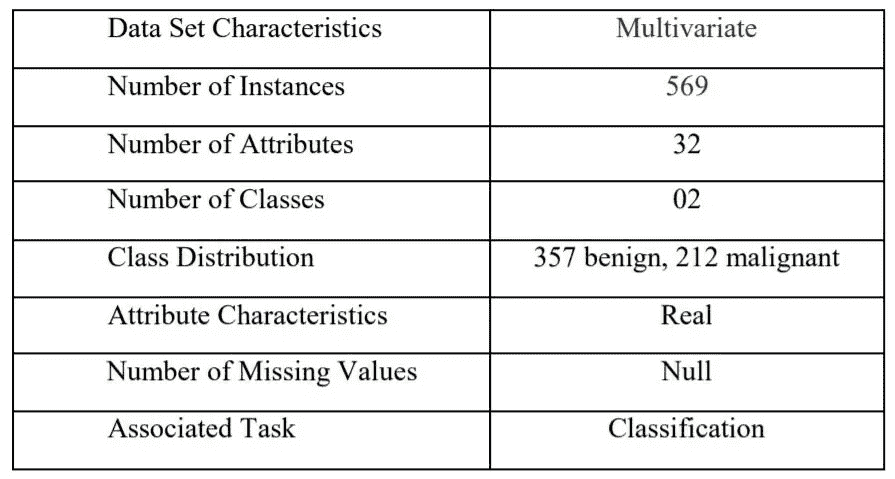 Data Set Characteristics Multivariate
Number of Instances 569
Number of Attributes 32
Number of Classes 02
Class Distribution 357 benign, 212 malignant
Attribute Characteristics Real
Number of Missing Values Null
Associated Task Classification